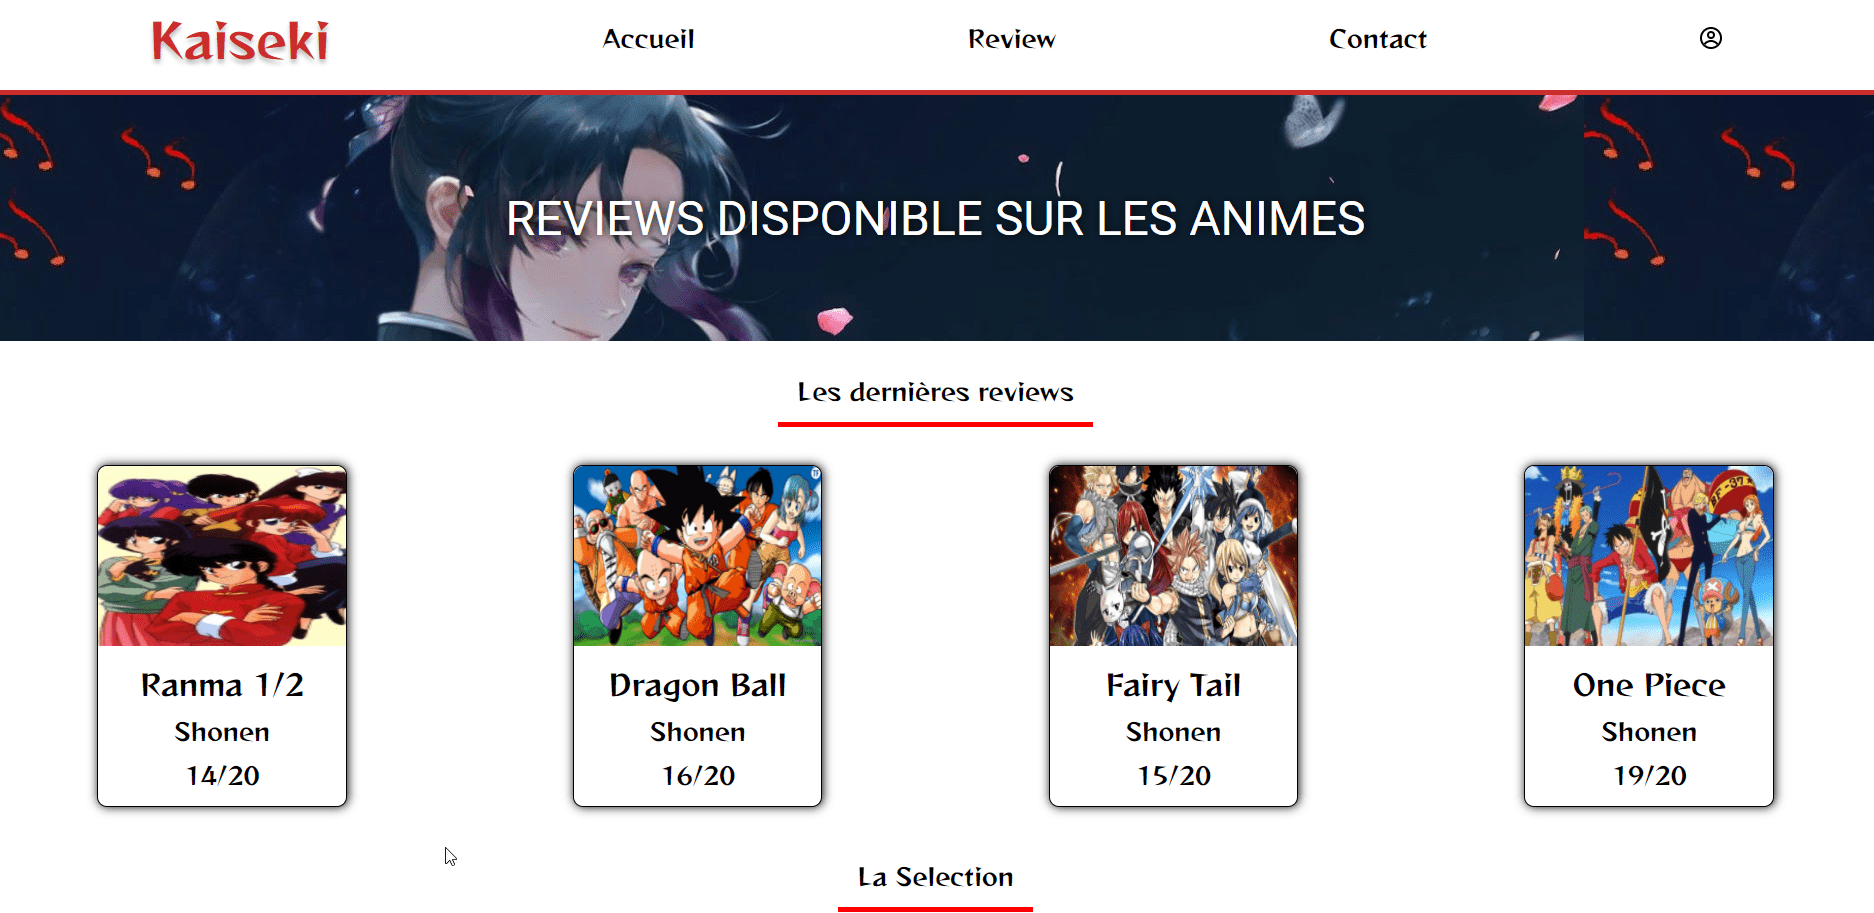 Kaiseki Accueil Review Contact
REVIEWS DISPONIBLE SUR LES ANIMES
Les dernières reviews
Ranma 1/2
Shonen
14/20
Dragon Ball
Shonen
16/20
Fairy Tail
Shonen
15/20
One Piece
Shonen
19/20
La Selection